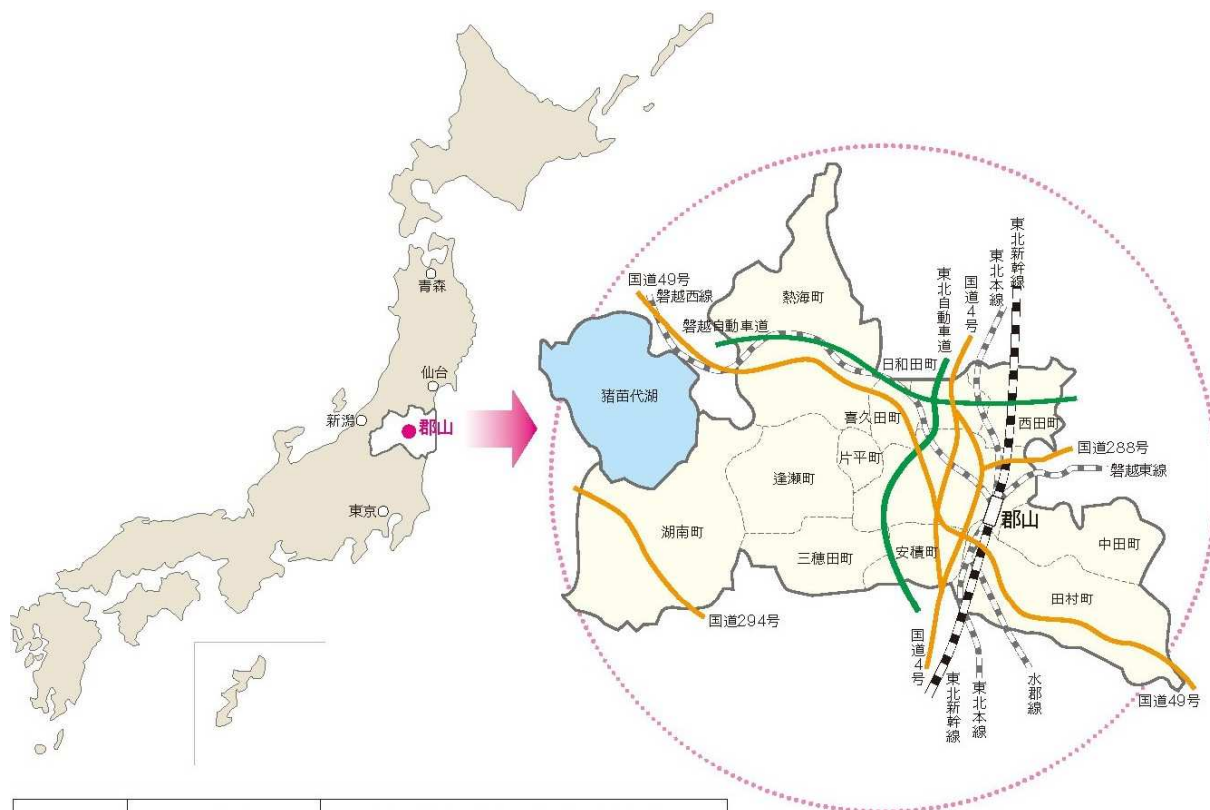 青森
仙台
新潟
郡山
東京
国道49号
磐越西線
磐越自動車道
熱海町
東北自動車道
国道4号
東北本線
東北新幹線
日和田町
猪苗代湖
喜久田町
西田町
国道288号
磐越東線
片平町
逢瀬町
郡山
湖南町
三穂田町
安積町
中田町
田村町
国道294号
国道4号
東北新幹線
東北本線
水郡線
国道49号